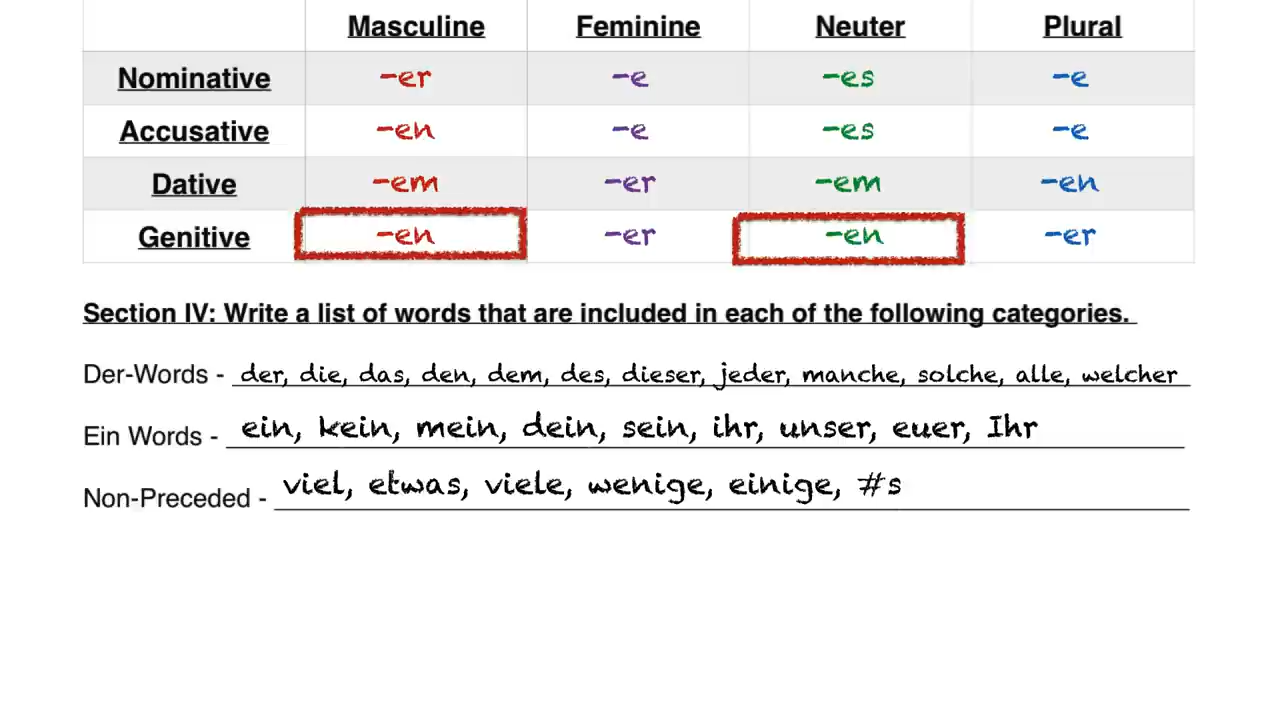 Masculine Feminine Neuter Plural
Nominative -er -e -es -e
Accusative -en -e -es -e
Dative -em -er -em -en
Genitive -en -er -en -er
Section IV: Write a list of words that are included in each of the following categories.
Der-Words - der, die, das, den, dem, des, dieser, jeder, manche, solche, alle, welcher
Ein Words - ein, kein, mein, dein, sein, ihr, unser, euer, Ihr
Non-Preceded - viel, etwas, viele, wenige, einige, #s